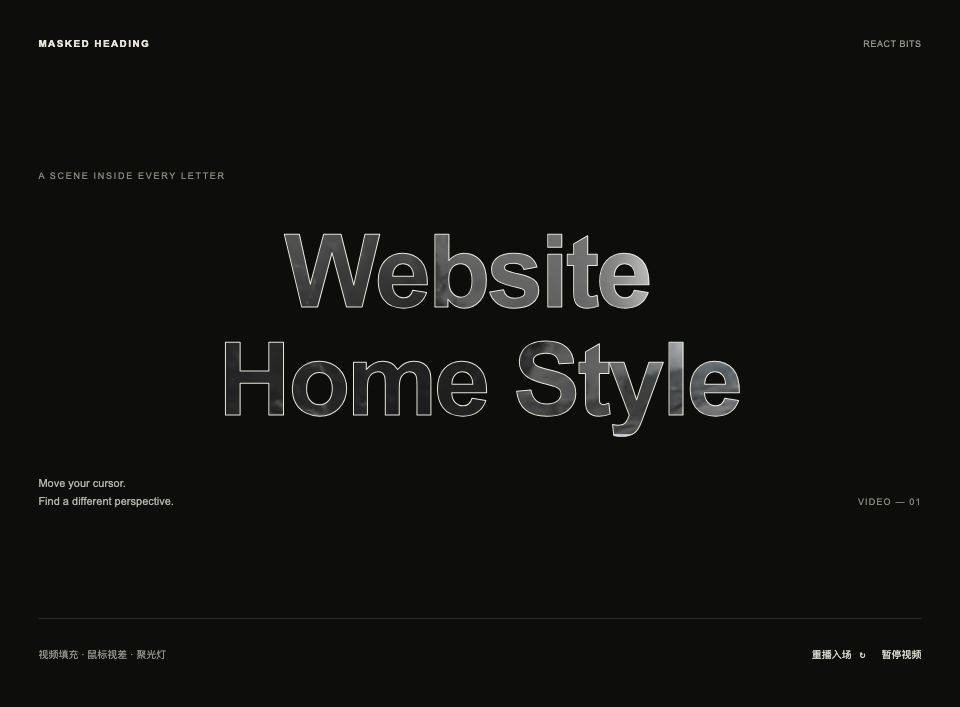 MASKED HEADING
REACT BITS
A SCENE INSIDE EVERY LETTER
Website
Home Style
Move your cursor.
Find a different perspective.
VIDEO — 01
视频填充 · 鼠标视差 · 聚光灯
重播入场 ↻ 暂停视频